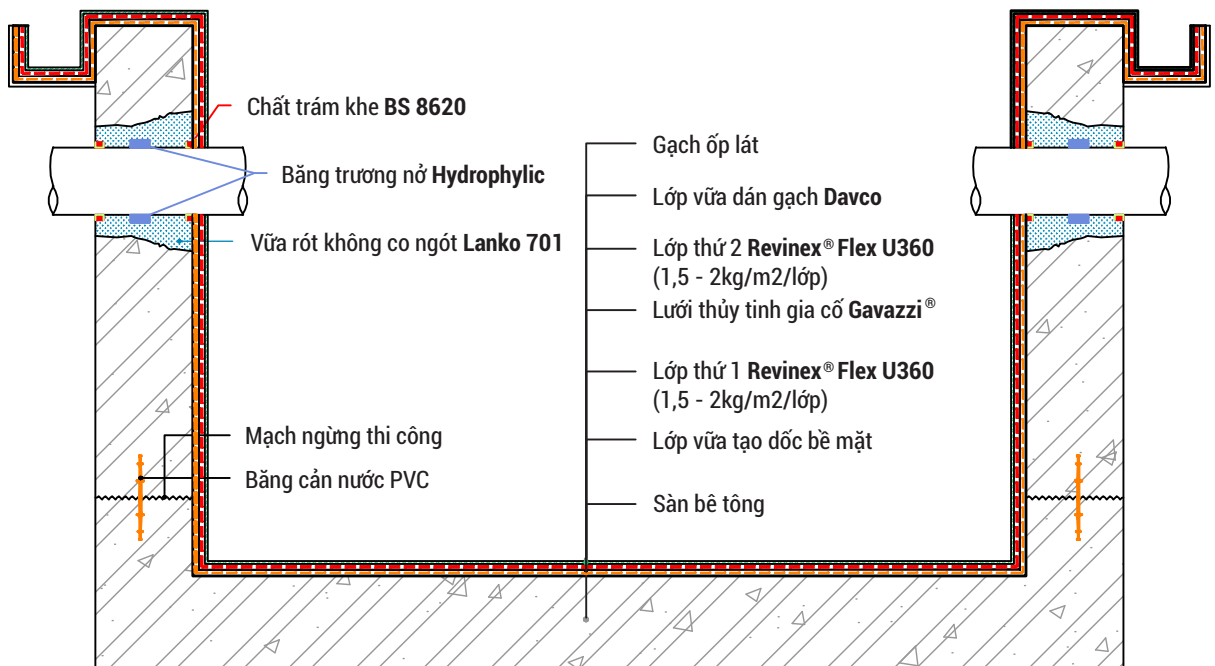 Chất trám khe BS 8620
Băng trương nở Hydrophylic
Vữa rót không co ngót Lanko 701
Mạch ngừng thi công
Băng cản nước PVC
Gạch ốp lát
Lớp vữa dán gạch Davco
Lớp thứ 2 Revinex® Flex U360
(1,5 - 2kg/m2/lớp)
Lưới thủy tinh gia cố Gavazzi®
Lớp thứ 1 Revinex® Flex U360
(1,5 - 2kg/m2/lớp)
Lớp vữa tạo dốc bề mặt
Sàn bê tông